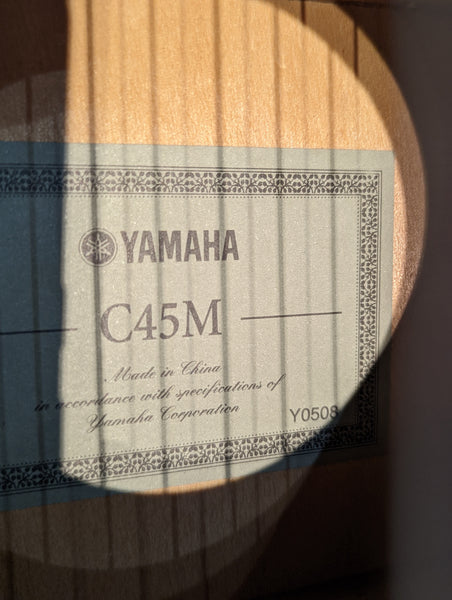 YAMAHA
C45M
Made in China
in accordance with specifications of
Yamaha Corporation
Y0508